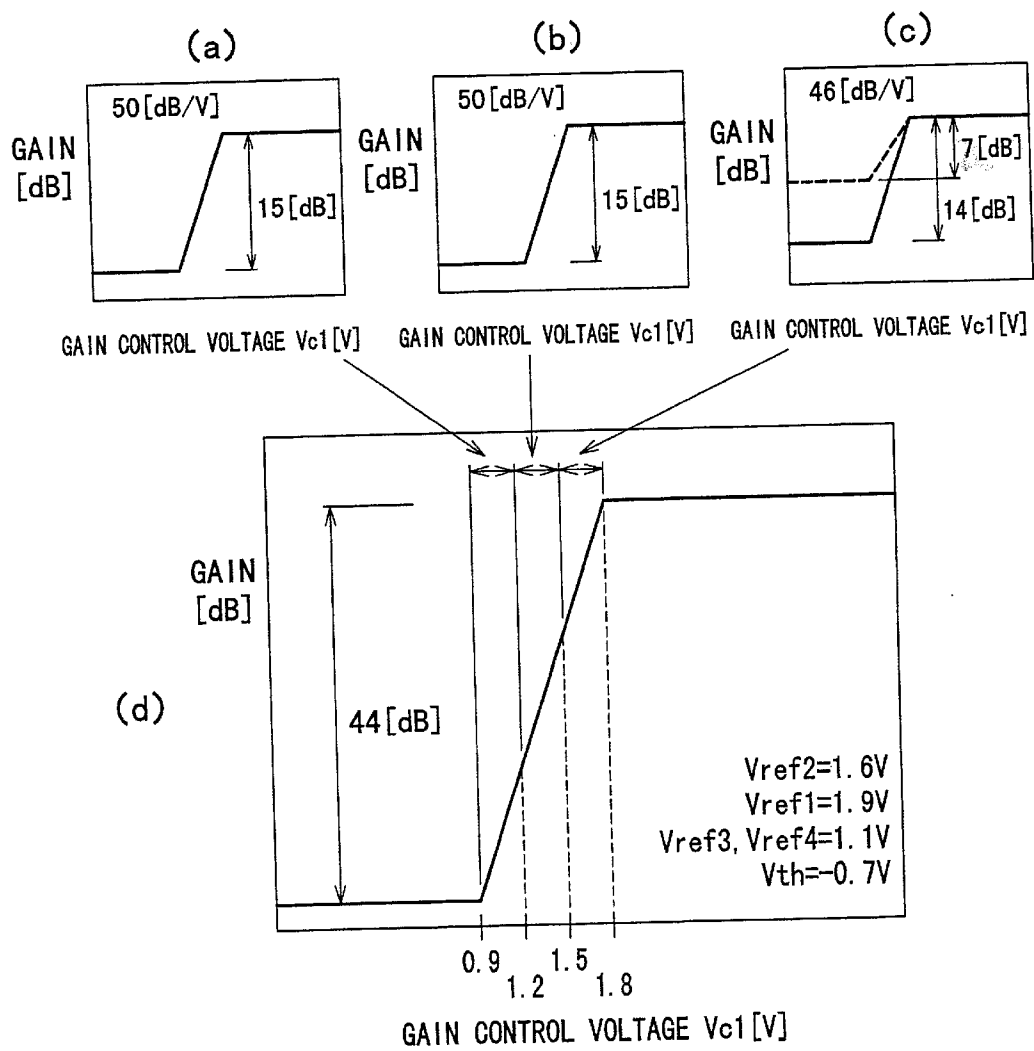 (a)
(b)
(c)
50[dB/V]
50[dB/V]
46[dB/V]
GAIN
[dB]
15[dB]
GAIN
[dB]
15[dB]
GAIN
[dB]
7[dB]
14[dB]
GAIN CONTROL VOLTAGE Vc1[V]
GAIN CONTROL VOLTAGE Vc1[V]
GAIN CONTROL VOLTAGE Vc1[V]
GAIN
[dB]
(d)
44[dB]
Vref2=1.6V
Vref1=1.9V
Vref3, Vref4=1.1V
Vth=-0.7V
0.9
1.2
1.5
1.8
GAIN CONTROL VOLTAGE Vc1[V]